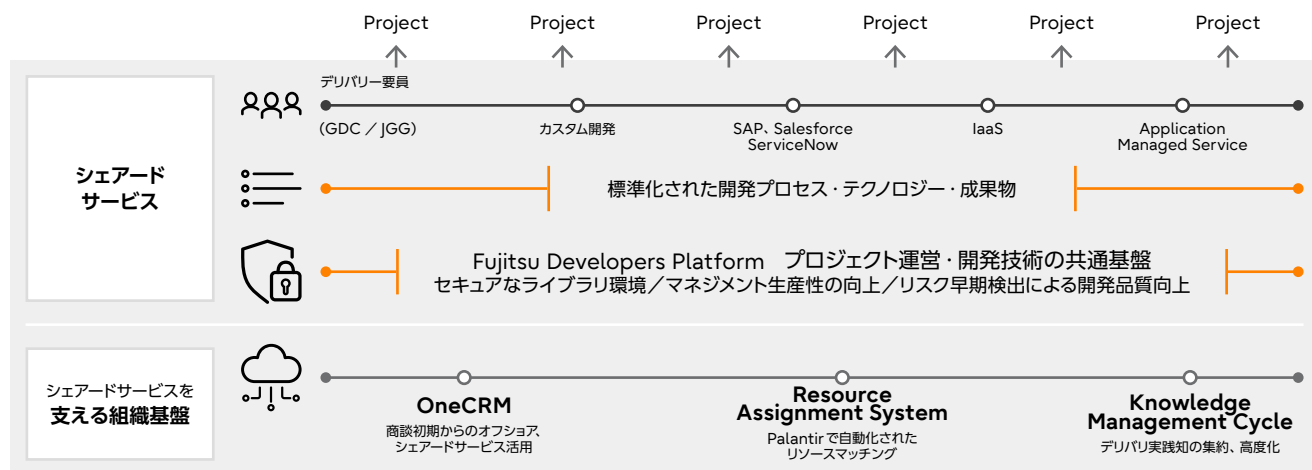 Project Project Project Project Project Project
シェアード
サービス
デリバリー要員
(GDC / JGG)
カスタム開発
SAP、Salesforce
ServiceNow
IaaS
Application
Managed Service
標準化された開発プロセス・テクノロジー・成果物
Fujitsu Developers Platform プロジェクト運営・開発技術の共通基盤
セキュアなライブラリ環境／マネジメント生産性の向上／リスク早期検出による開発品質向上
シェアードサービスを
支える組織基盤
OneCRM
商談初期からのオフショア、
シェアードサービス活用
Resource
Assignment System
Palantirで自動化された
リソースマッチング
Knowledge
Management Cycle
デリバリ実践知の集約、高度化